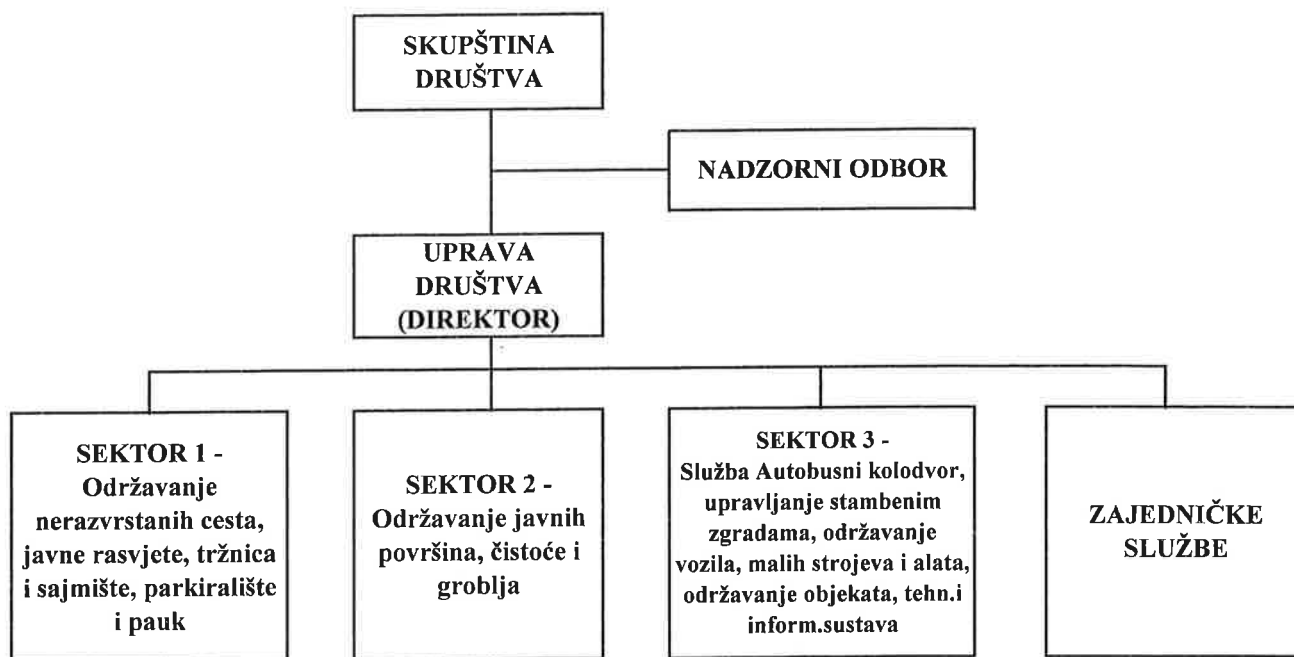 SKUPŠTINA
DRUŠTVA
NADZORNI ODBOR
UPRAVA
DRUŠTVA
(DIREKTOR)
SEKTOR 1 -
Održavanje
nerazvrstanih cesta,
javne rasvjete, tržnica
i sajmište, parkiralište
i pauk
SEKTOR 2 -
Održavanje javnih
površina, čistoće i
groblja
SEKTOR 3 -
Služba Autobusni kolodvor,
upravljanje stambenim
zgradama, održavanje
vozila, malih strojeva i alata,
održavanje objekata, tehn.i
inform.sustava
ZAJEDNIČKE
SLUŽBE